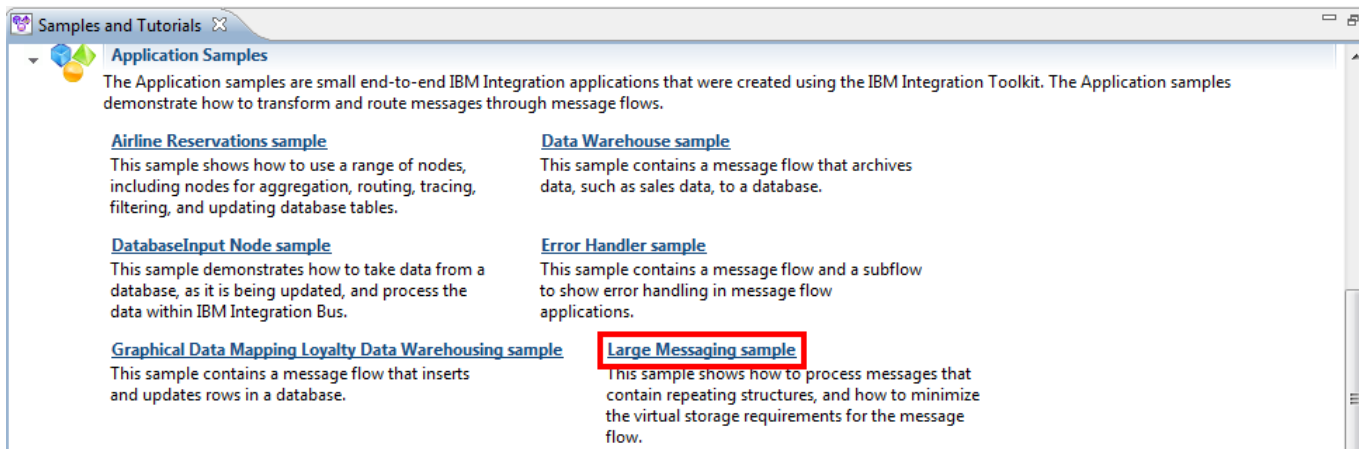 Samples and Tutorials
Application Samples
The Application samples are small end-to-end IBM Integration applications that were created using the IBM Integration Toolkit. The Application samples
demonstrate how to transform and route messages through message flows.
Airline Reservations sample
This sample shows how to use a range of nodes,
including nodes for aggregation, routing, tracing,
filtering, and updating database tables.
Data Warehouse sample
This sample contains a message flow that archives
data, such as sales data, to a database.
DatabaseInput Node sample
This sample demonstrates how to take data from a
database, as it is being updated, and process the
data within IBM Integration Bus.
Error Handler sample
This sample contains a message flow and a subflow
to show error handling in message flow
applications.
Graphical Data Mapping Loyalty Data Warehousing sample
This sample contains a message flow that inserts
and updates rows in a database.
Large Messaging sample
This sample shows how to process messages that
contain repeating structures, and how to minimize
the virtual storage requirements for the message
flow.